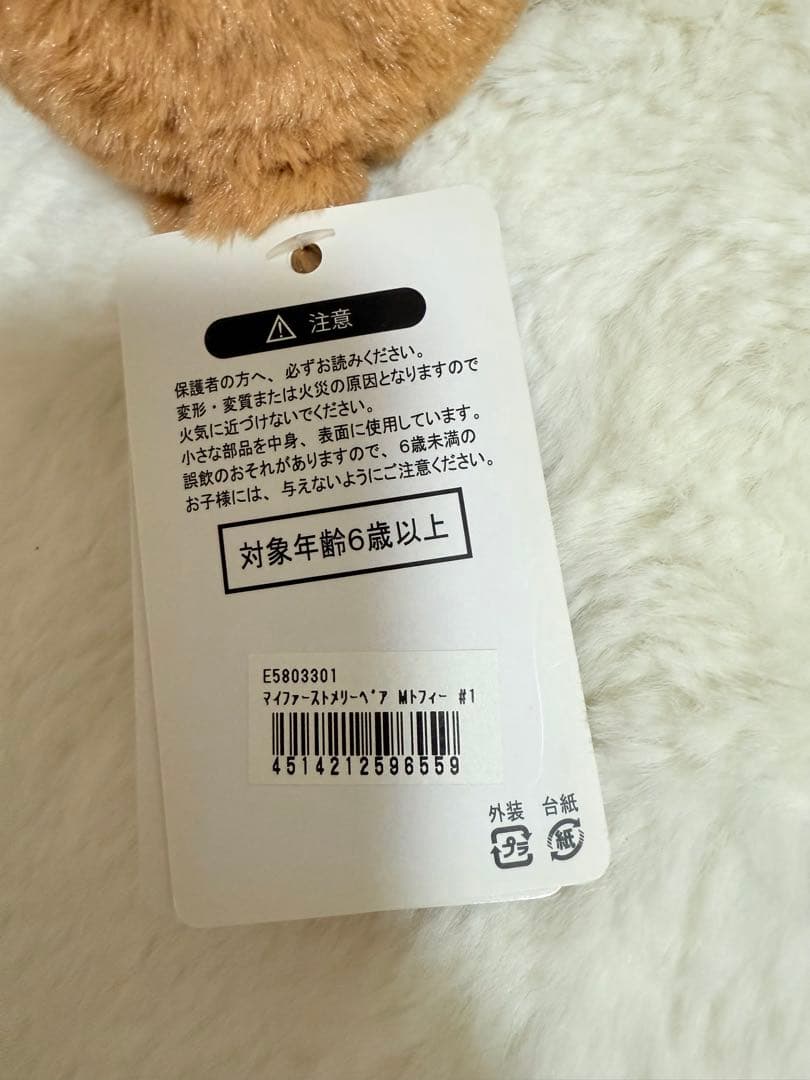 注意
保護者の方へ、必ずお読みください。
変形・変質または火災の原因となりますので
火気に近づけないでください。
小さな部品を中身、表面に使用しています。
誤飲のおそれがありますので、6歳未満の
お子様には、与えないようにご注意ください。
対象年齢6歳以上
E5803301
マイファーストメリーベア Mトフィー #1
4514212596559
外装 台紙
プラ 紙